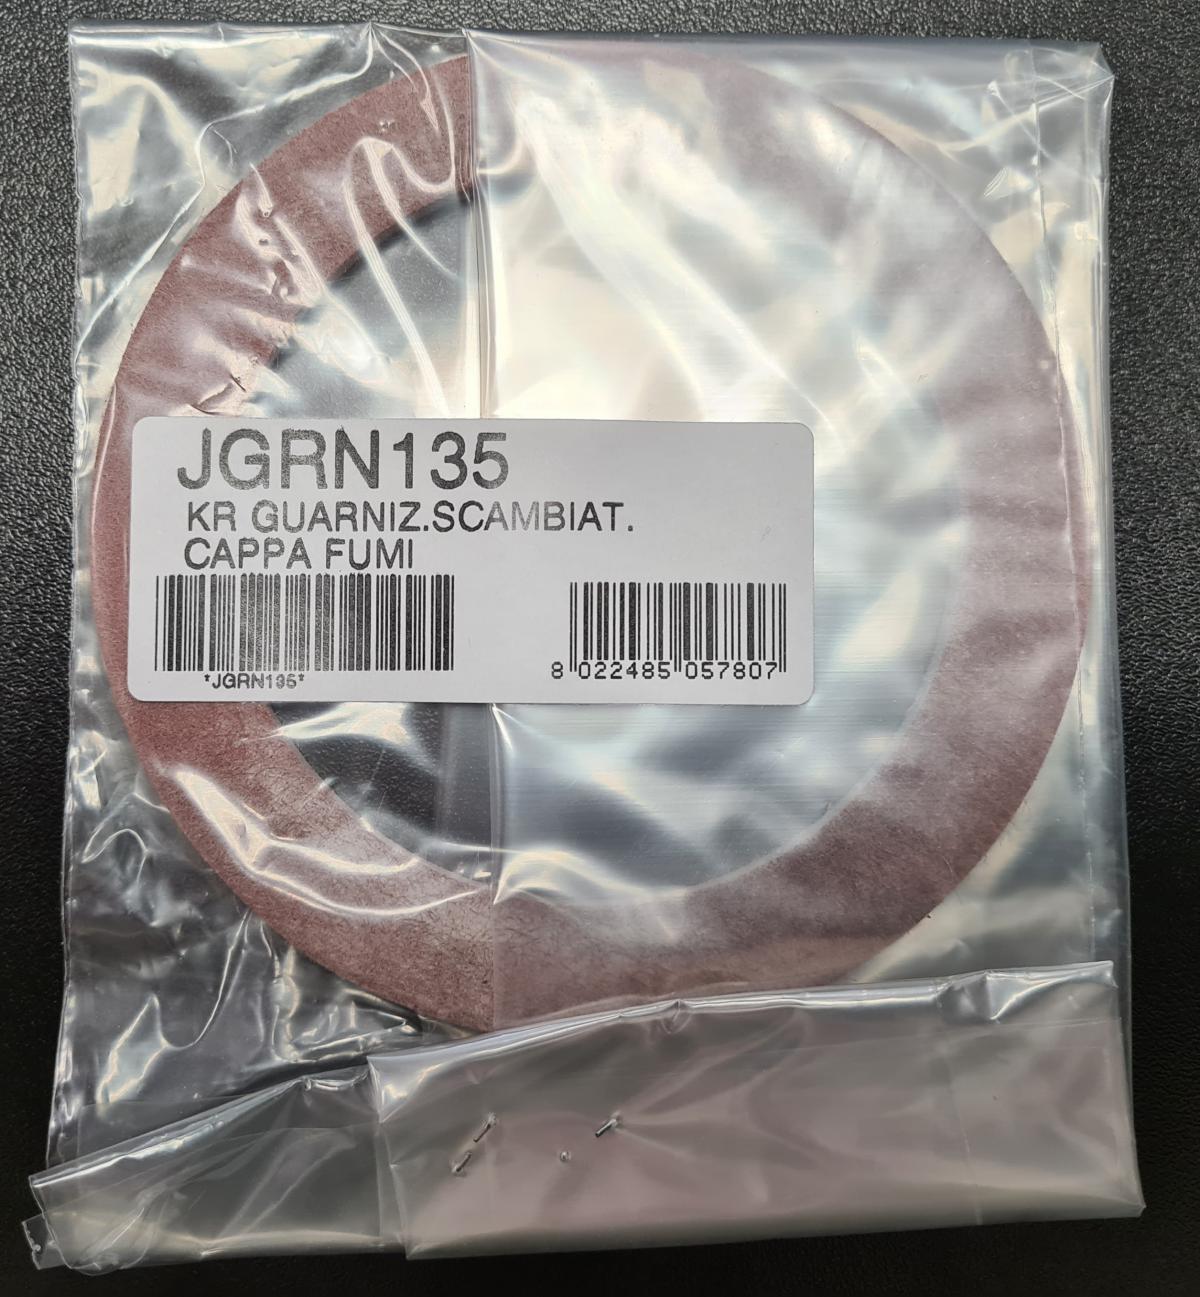 JGRN135
KR GUARNIZ.SCAMBIAT.
CAPPA FUMI
*JGRN135*
8 022485 057807